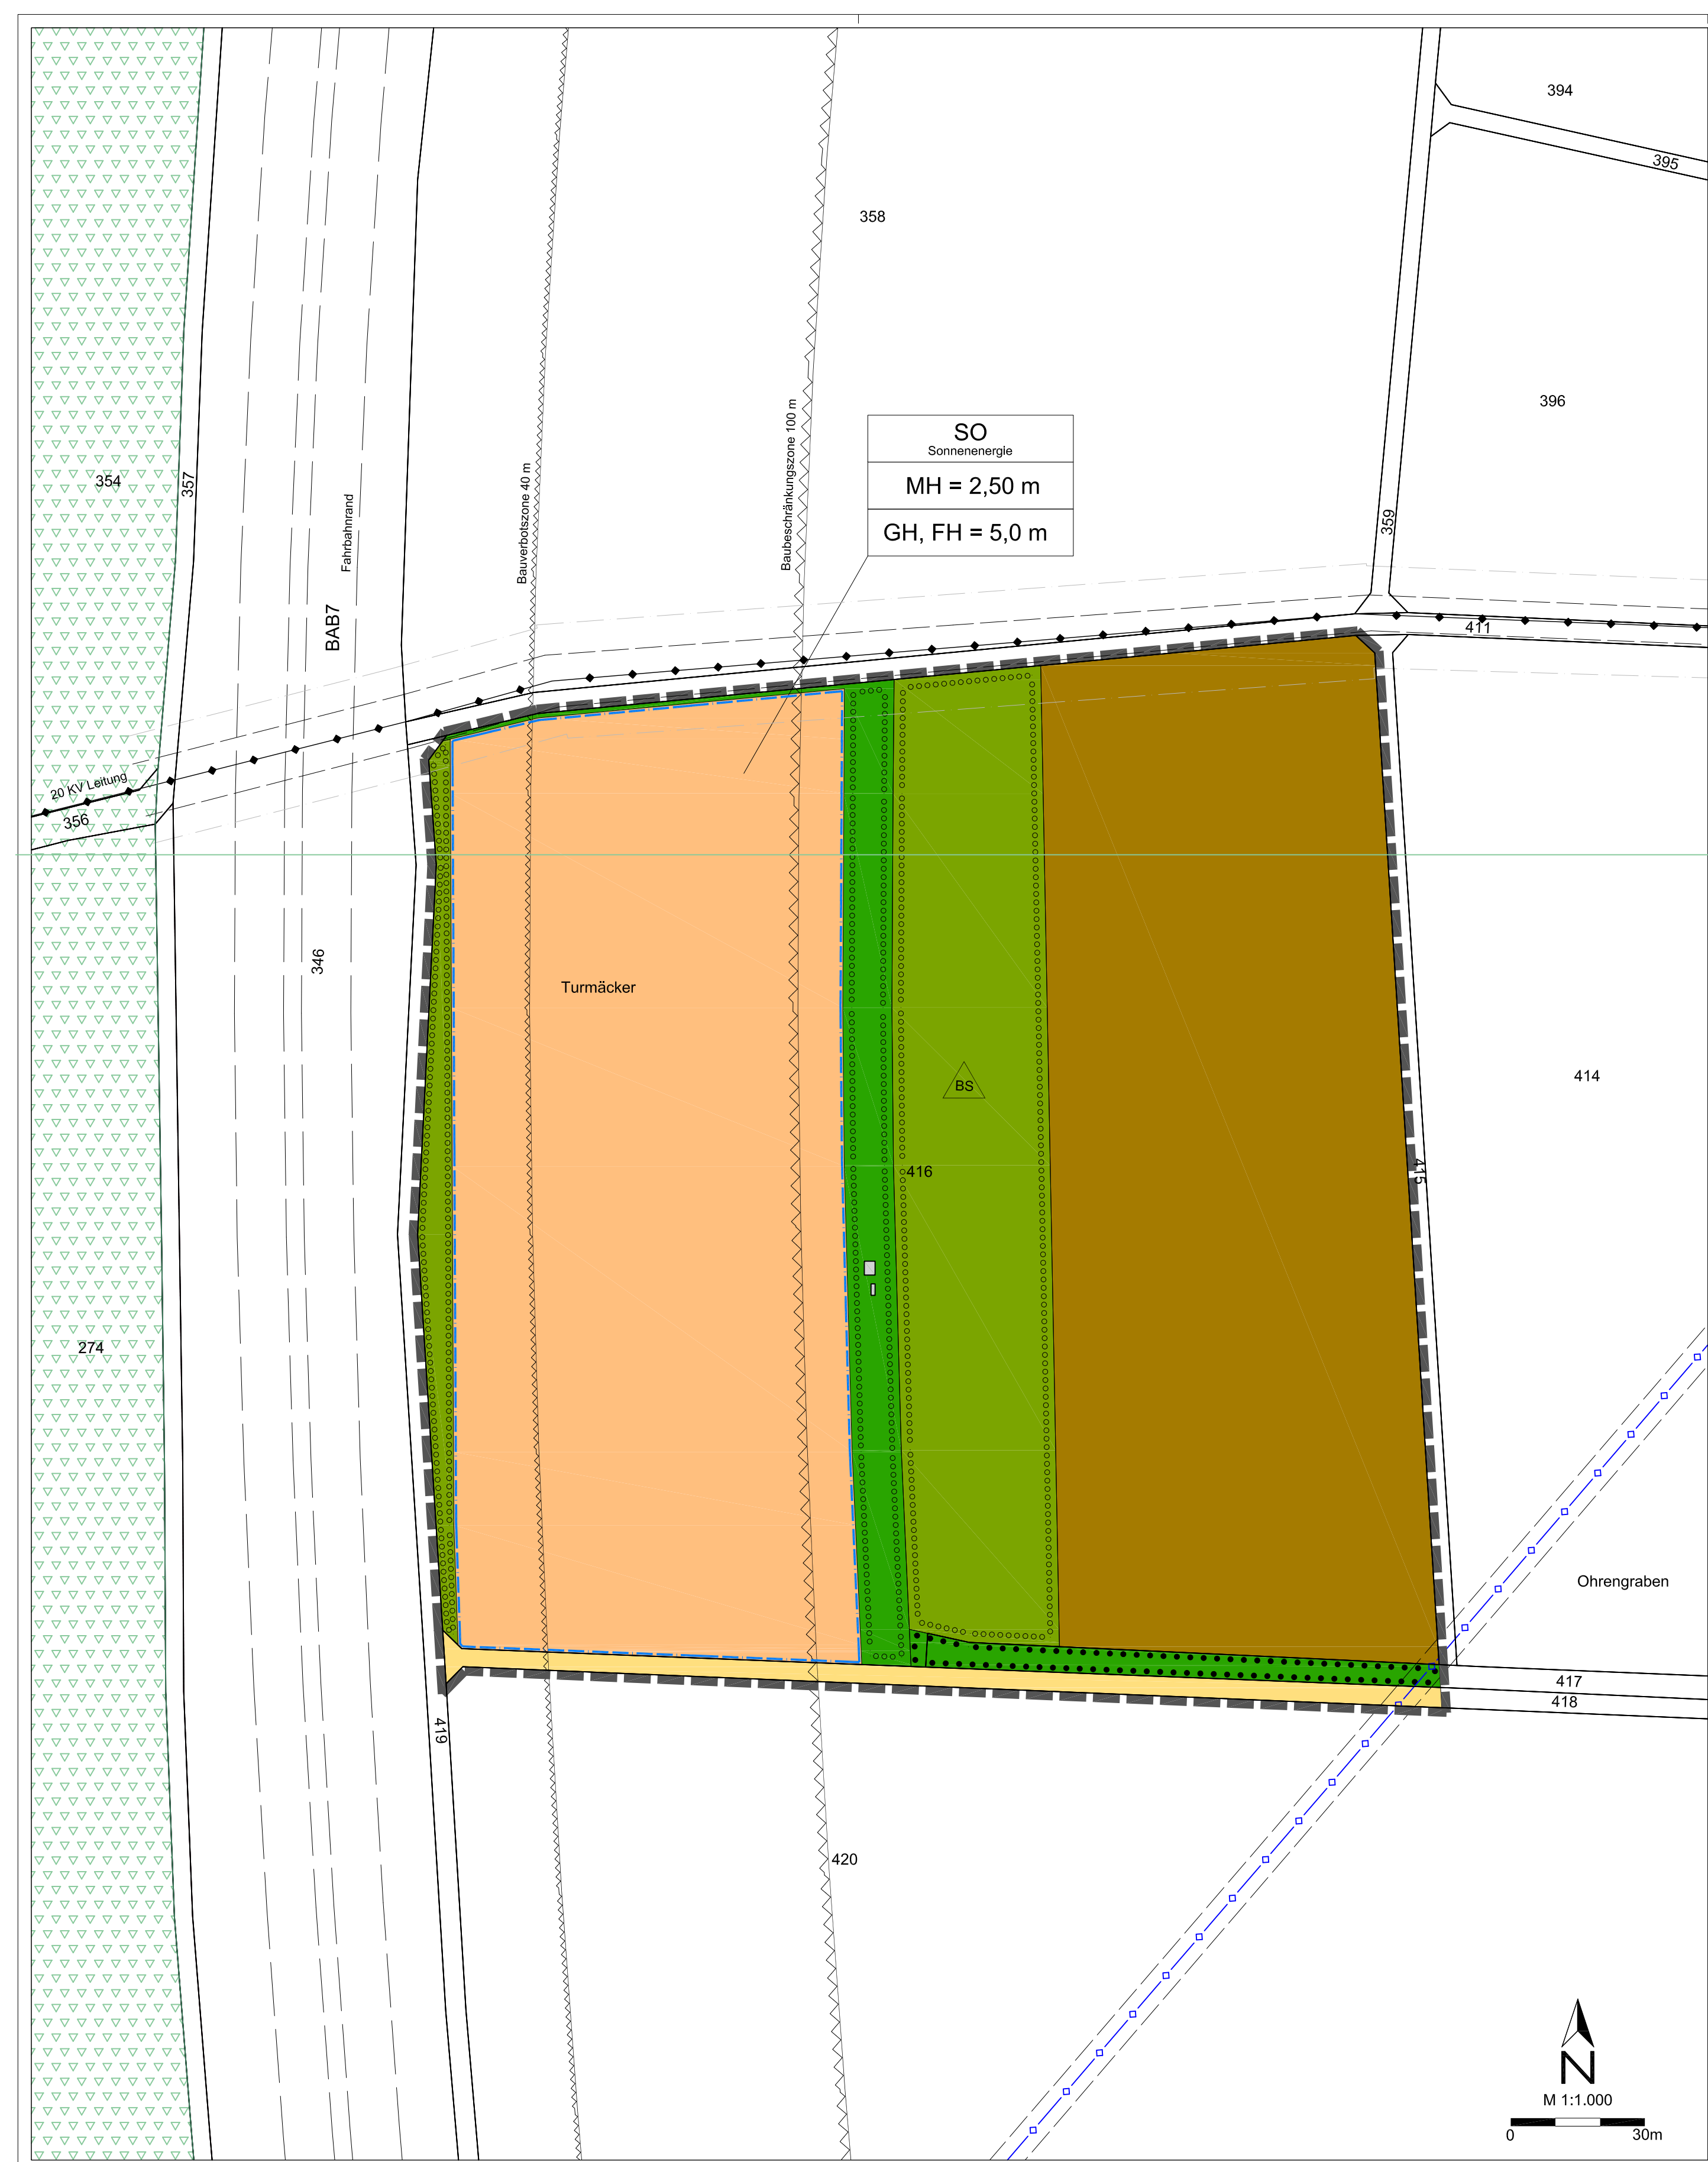 394
395
358
396
SO
Sonnenenergie
MH = 2,50 m
GH, FH = 5,0 m
Baubeschränkungszone 100 m
Bauverbotszone 40 m
354
357
Fahrbahnrand
359
BAB7
411
20 KV Leitung
356
346
Turmäcker
414
BS
416
415
274
Ohrengraben
417
418
419
420
N
M 1:1.000
0
30m